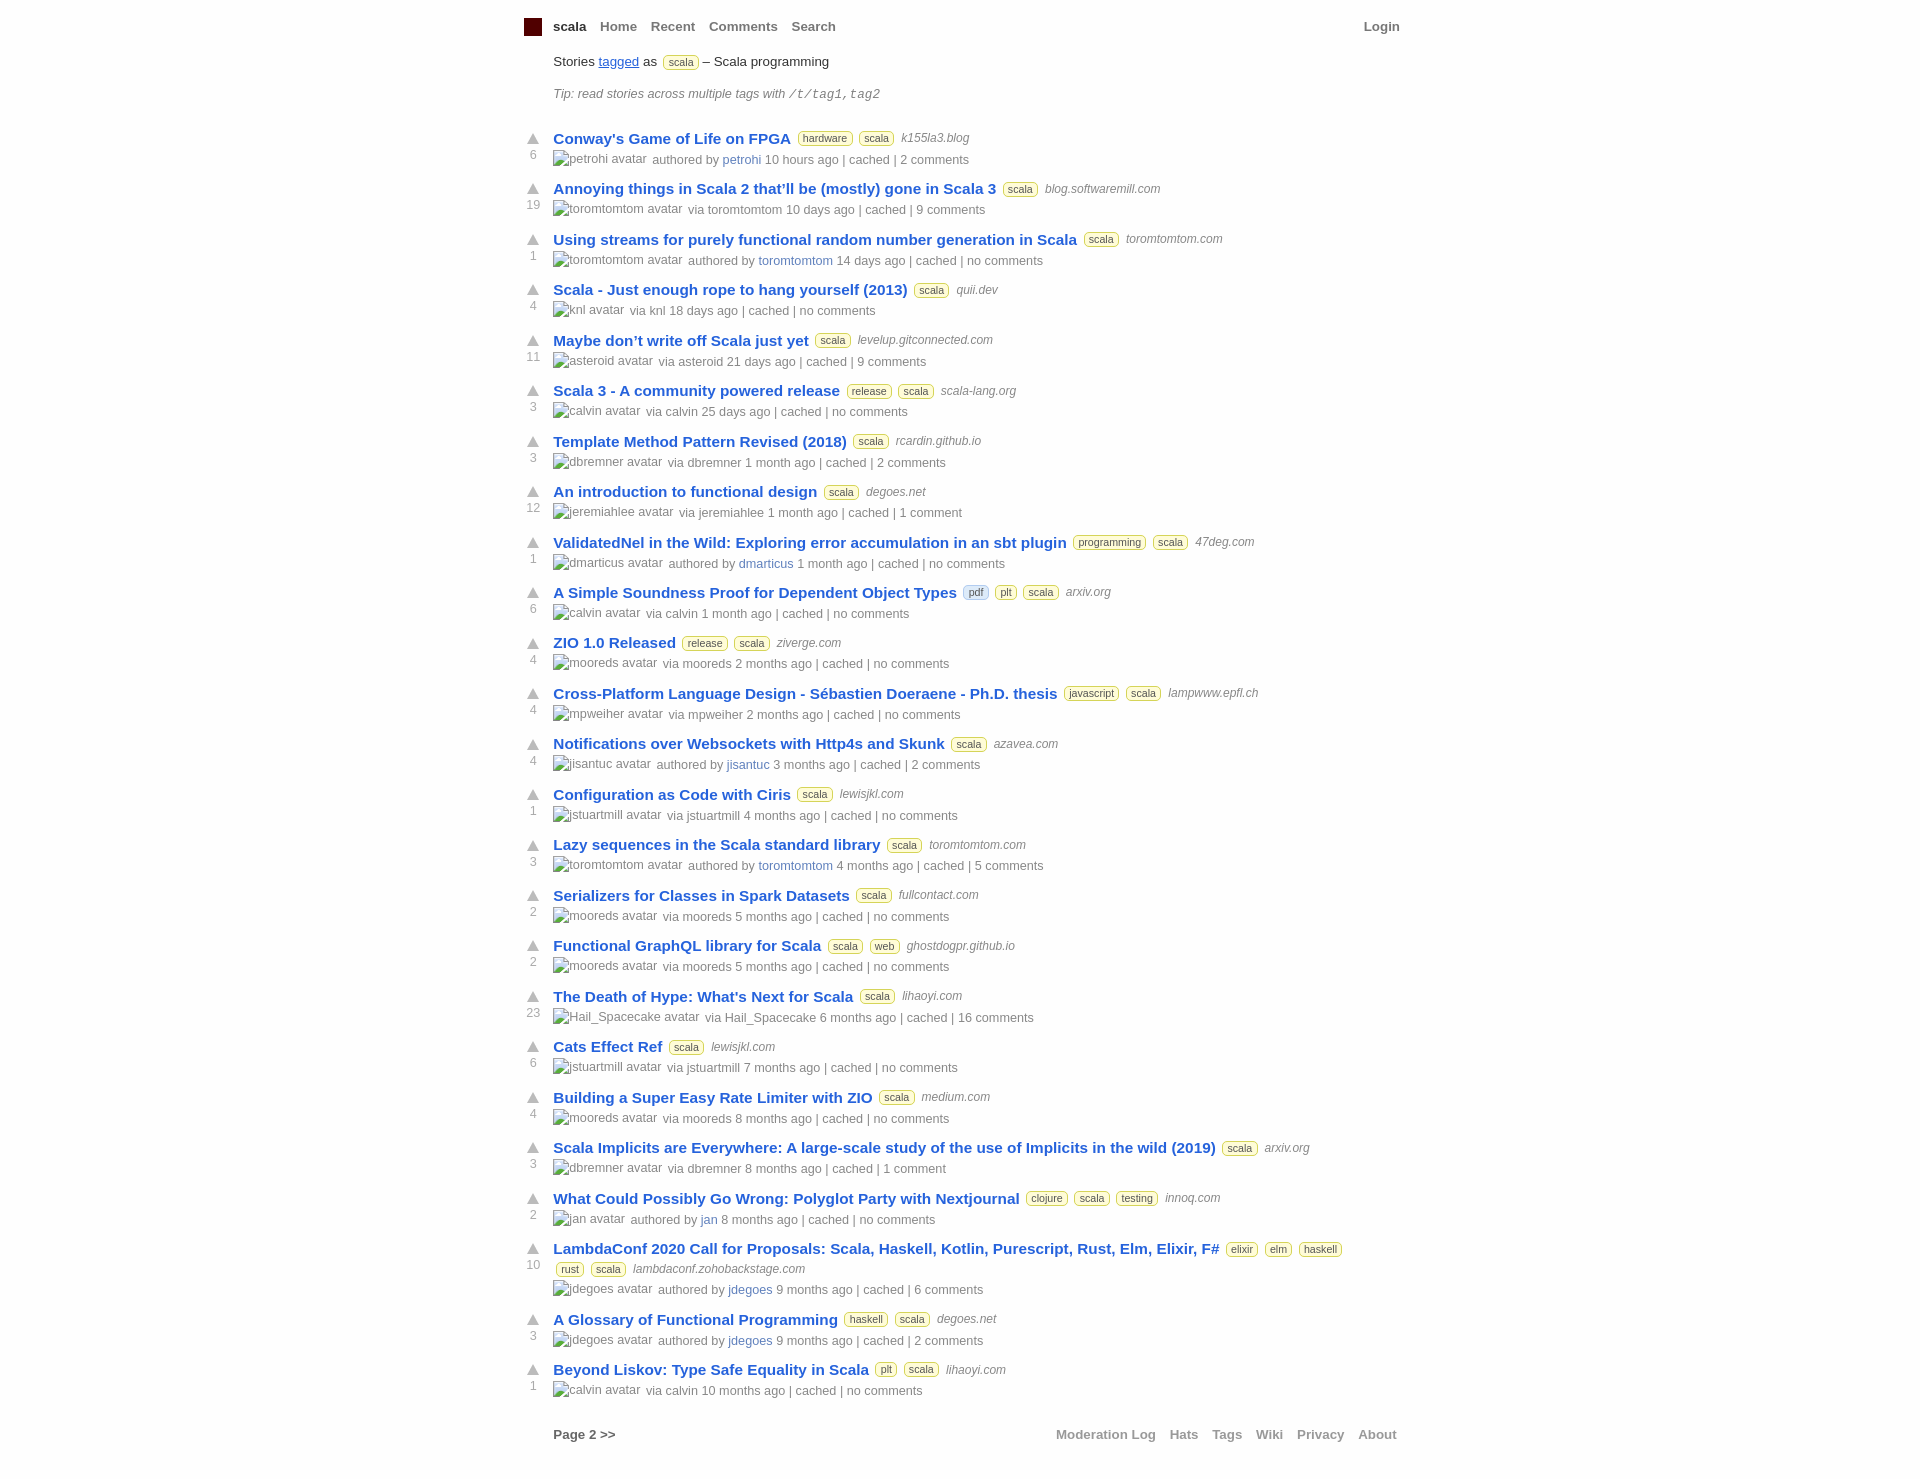 scala Home Recent Comments Search Login
Stories tagged as scala – Scala programming
Tip: read stories across multiple tags with /t/tag1,tag2
Conway's Game of Life on FPGA hardware scala k155la3.blog
6 petrohi avatar authored by petrohi 10 hours ago | cached | 2 comments
Annoying things in Scala 2 that’ll be (mostly) gone in Scala 3 scala blog.softwaremill.com
19 toromtomtom avatar via toromtomtom 10 days ago | cached | 9 comments
Using streams for purely functional random number generation in Scala scala toromtomtom.com
1 toromtomtom avatar authored by toromtomtom 14 days ago | cached | no comments
Scala - Just enough rope to hang yourself (2013) scala quii.dev
4 knl avatar via knl 18 days ago | cached | no comments
Maybe don’t write off Scala just yet scala levelup.gitconnected.com
11 asteroid avatar via asteroid 21 days ago | cached | 9 comments
Scala 3 - A community powered release release scala scala-lang.org
3 calvin avatar via calvin 25 days ago | cached | no comments
Template Method Pattern Revised (2018) scala rcardin.github.io
3 dbremner avatar via dbremner 1 month ago | cached | 2 comments
An introduction to functional design scala degoes.net
12 jeremiahlee avatar via jeremiahlee 1 month ago | cached | 1 comment
ValidatedNel in the Wild: Exploring error accumulation in an sbt plugin programming scala 47deg.com
1 dmarticus avatar authored by dmarticus 1 month ago | cached | no comments
A Simple Soundness Proof for Dependent Object Types pdf plt scala arxiv.org
6 calvin avatar via calvin 1 month ago | cached | no comments
ZIO 1.0 Released release scala ziverge.com
4 mooreds avatar via mooreds 2 months ago | cached | no comments
Cross-Platform Language Design - Sébastien Doeraene - Ph.D. thesis javascript scala lampwww.epfl.ch
4 mpweiher avatar via mpweiher 2 months ago | cached | no comments
Notifications over Websockets with Http4s and Skunk scala azavea.com
4 jisantuc avatar authored by jisantuc 3 months ago | cached | 2 comments
Configuration as Code with Ciris scala lewisjkl.com
1 jstuartmill avatar via jstuartmill 4 months ago | cached | no comments
Lazy sequences in the Scala standard library scala toromtomtom.com
3 toromtomtom avatar authored by toromtomtom 4 months ago | cached | 5 comments
Serializers for Classes in Spark Datasets scala fullcontact.com
2 mooreds avatar via mooreds 5 months ago | cached | no comments
Functional GraphQL library for Scala scala web ghostdogpr.github.io
2 mooreds avatar via mooreds 5 months ago | cached | no comments
The Death of Hype: What's Next for Scala scala lihaoyi.com
23 Hail_Spacecake avatar via Hail_Spacecake 6 months ago | cached | 16 comments
Cats Effect Ref scala lewisjkl.com
6 jstuartmill avatar via jstuartmill 7 months ago | cached | no comments
Building a Super Easy Rate Limiter with ZIO scala medium.com
4 mooreds avatar via mooreds 8 months ago | cached | no comments
Scala Implicits are Everywhere: A large-scale study of the use of Implicits in the wild (2019) scala arxiv.org
3 dbremner avatar via dbremner 8 months ago | cached | 1 comment
What Could Possibly Go Wrong: Polyglot Party with Nextjournal clojure scala testing innoq.com
2 jan avatar authored by jan 8 months ago | cached | no comments
LambdaConf 2020 Call for Proposals: Scala, Haskell, Kotlin, Purescript, Rust, Elm, Elixir, F# elixir elm haskell
10 rust scala lambdaconf.zohobackstage.com
jdegoes avatar authored by jdegoes 9 months ago | cached | 6 comments
A Glossary of Functional Programming haskell scala degoes.net
3 jdegoes avatar authored by jdegoes 9 months ago | cached | 2 comments
Beyond Liskov: Type Safe Equality in Scala plt scala lihaoyi.com
1 calvin avatar via calvin 10 months ago | cached | no comments
Page 2 >> Moderation Log Hats Tags Wiki Privacy About